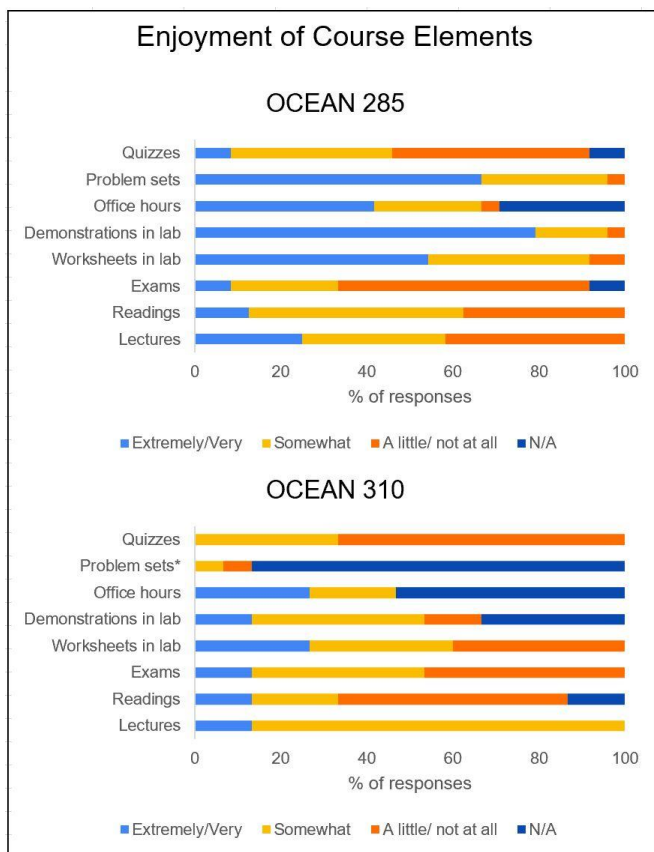 Enjoyment of Course Elements
OCEAN 285
Quizzes
Problem sets
Office hours
Demonstrations in lab
Worksheets in lab
Exams
Readings
Lectures
0 20 40 60 80 100
% of responses
Extremely/Very Somewhat A little/ not at all N/A
OCEAN 310
Quizzes
Problem sets*
Office hours
Demonstrations in lab
Worksheets in lab
Exams
Readings
Lectures
0 20 40 60 80 100
% of responses
Extremely/Very Somewhat A little/ not at all N/A